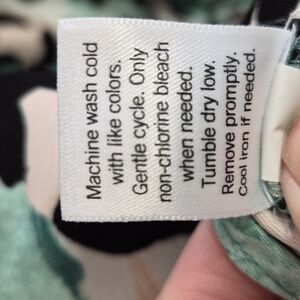 Machine wash cold
with like colors.
Gentle cycle. Only
non-chlorine bleach
when needed.
Tumble dry low.
Remove promptly.
Cool iron if needed.